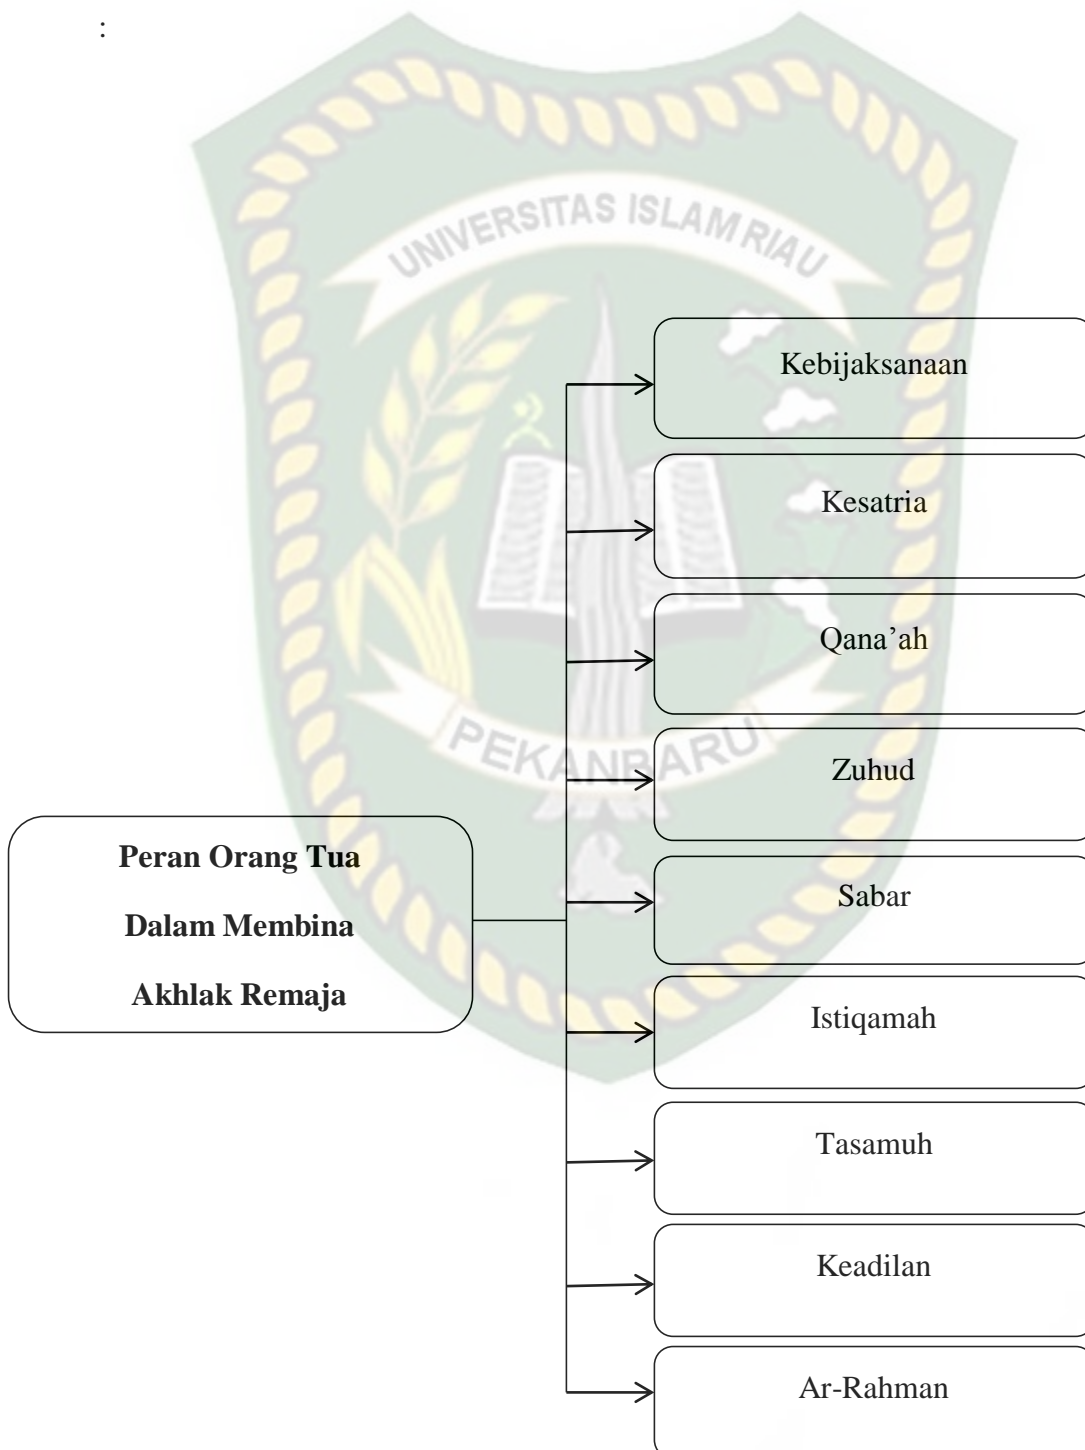 :
UNIVERSITAS ISLAM RIAU
Kebijaksanaan
Kesatria
Qana’ah
PEKANBARU
Zuhud
Peran Orang Tua
Dalam Membina
Akhlak Remaja
Sabar
Istiqamah
Tasamuh
Keadilan
Ar-Rahman